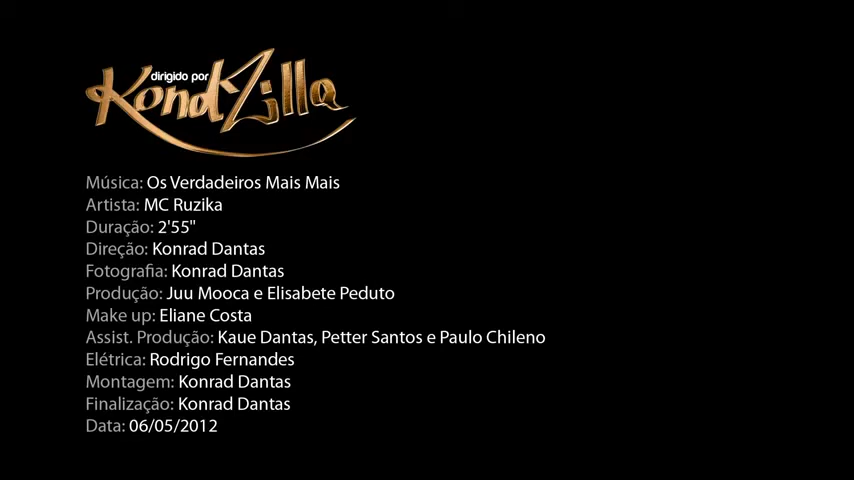 dirigido por
KondZilla
Música: Os Verdadeiros Mais Mais
Artista: MC Ruzika
Duração: 2'55"
Direção: Konrad Dantas
Fotografia: Konrad Dantas
Produção: Juu Mooca e Elisabete Peduto
Make up: Eliane Costa
Assist. Produção: Kaue Dantas, Petter Santos e Paulo Chileno
Elétrica: Rodrigo Fernandes
Montagem: Konrad Dantas
Finalização: Konrad Dantas
Data: 06/05/2012